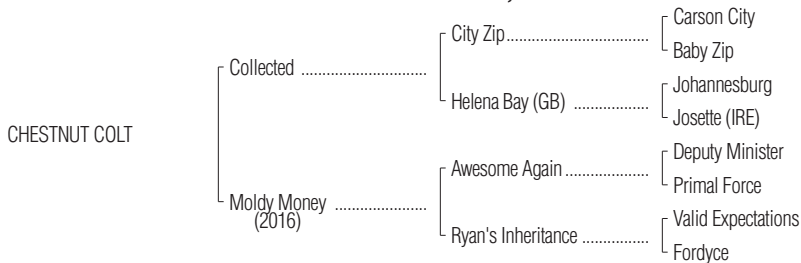 Carson City
City Zip
Baby Zip
Collected
Johannesburg
Helena Bay (GB)
Josette (IRE)
CHESTNUT COLT
Deputy Minister
Awesome Again
Primal Force
Moldy Money
(2016)
Valid Expectations
Ryan's Inheritance
Fordyce